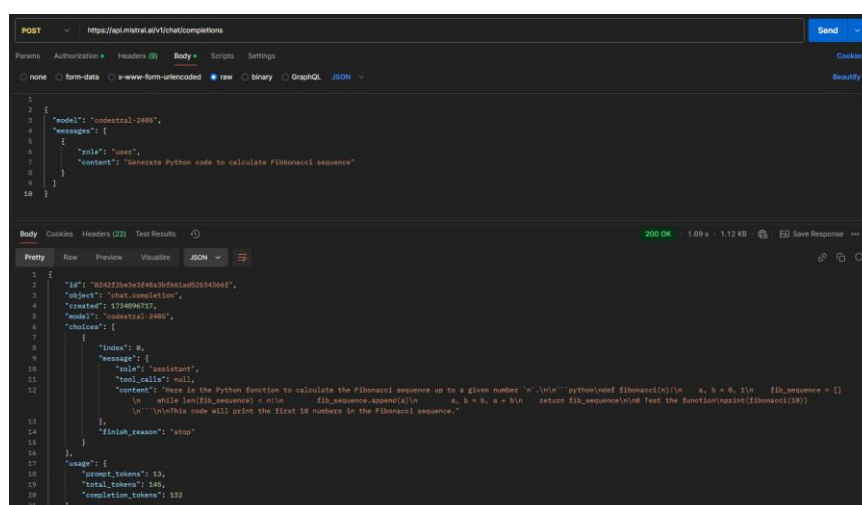 POST https://api.mistral.ai/v1/chat/completions Send
Params Authorization Headers (9) Body Scripts Settings Cookies
none form-data x-www-form-urlencoded raw binary GraphQL JSON Beautify
1
2 {
3 "model": "codestral-2405",
4 "messages": [
5 {
6 "role": "user",
7 "content": "Generate Python code to calculate Fibbonacci sequence"
8 }
9 ]
10 }
Body Cookies Headers (22) Test Results 200 OK 1.69 s 1.12 KB Save Response
Pretty Raw Preview Visualize JSON
1 {
2 "id":
3 "object": "chat.completion",
4 "created": 1734896717,
5 "model": "codestral-2405",
6 "choices": [
7 {
8 "index": 0,
9 "message": {
10 "role": "assistant",
11 "tool_calls": null,
12 "content": "Here is the Python function to calculate the Fibonacci sequence up to a given number `n`.\n\n```python\ndef fibonacci(n):\n a, b = 0, 1\n fib_sequence = []
\n while len(fib_sequence) < n:\n fib_sequence.append(a)\n a, b = b, a + b\n return fib_sequence\n\n# Test the function\nprint(fibonacci(10))
\n```\n\nThis code will print the first 10 numbers in the Fibonacci sequence."
13 },
14 "finish_reason": "stop"
15 }
16 ],
17 "usage": {
18 "prompt_tokens": 13,
19 "total_tokens": 145,
20 "completion_tokens": 132